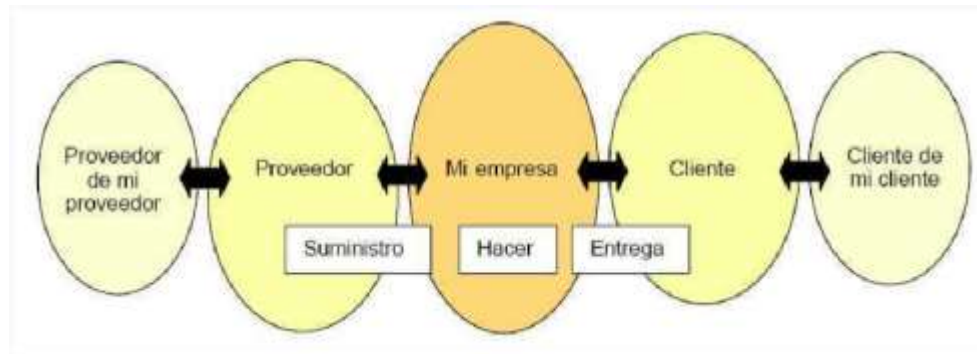 Proveedor
de mi
proveedor
Proveedor
Mi empresa
Cliente
Cliente de
mi cliente
Suministro
Hacer
Entrega